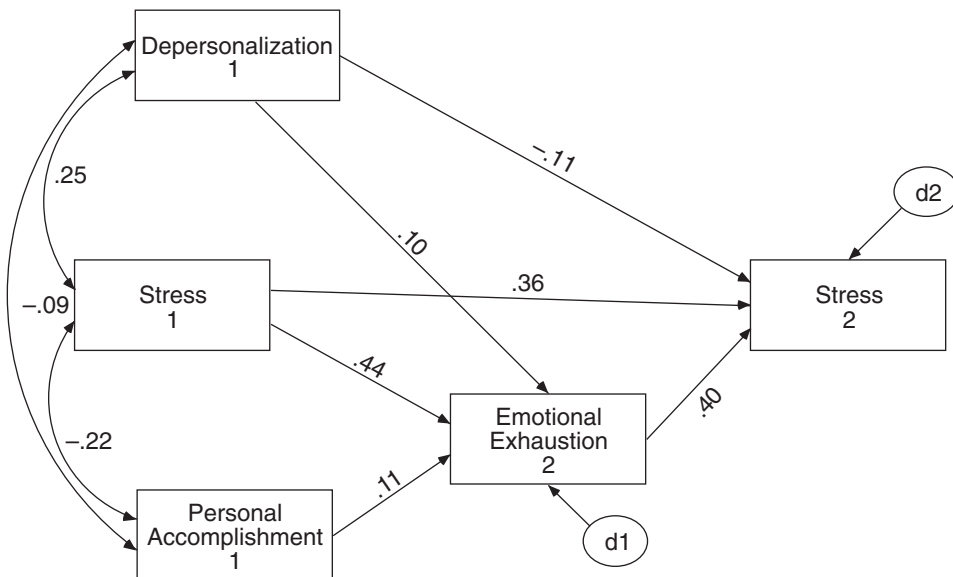 Depersonalization
1
–.11
.25
d2
.10
Stress
1
.36
Stress
2
–.09
.44
.40
Emotional
Exhaustion
2
–.22
.11
Personal
Accomplishment
1
d1